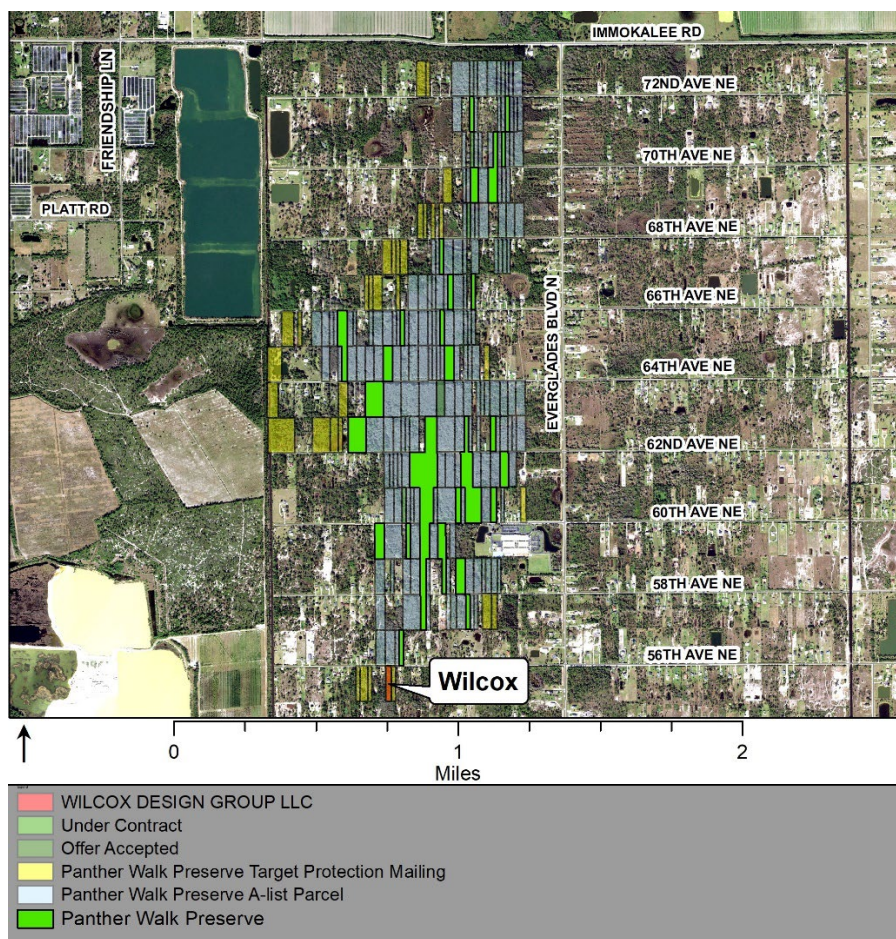 IMMOKALEE RD
FRIENDSHIP LN
72ND AVE NE
70TH AVE NE
PLATT RD
68TH AVE NE
66TH AVE NE
EVERGLADES BLVD N
64TH AVE NE
62ND AVE NE
60TH AVE NE
58TH AVE NE
56TH AVE NE
Wilcox
0 1 2
Miles
WILCOX DESIGN GROUP LLC
Under Contract
Offer Accepted
Panther Walk Preserve Target Protection Mailing
Panther Walk Preserve A-list Parcel
Panther Walk Preserve